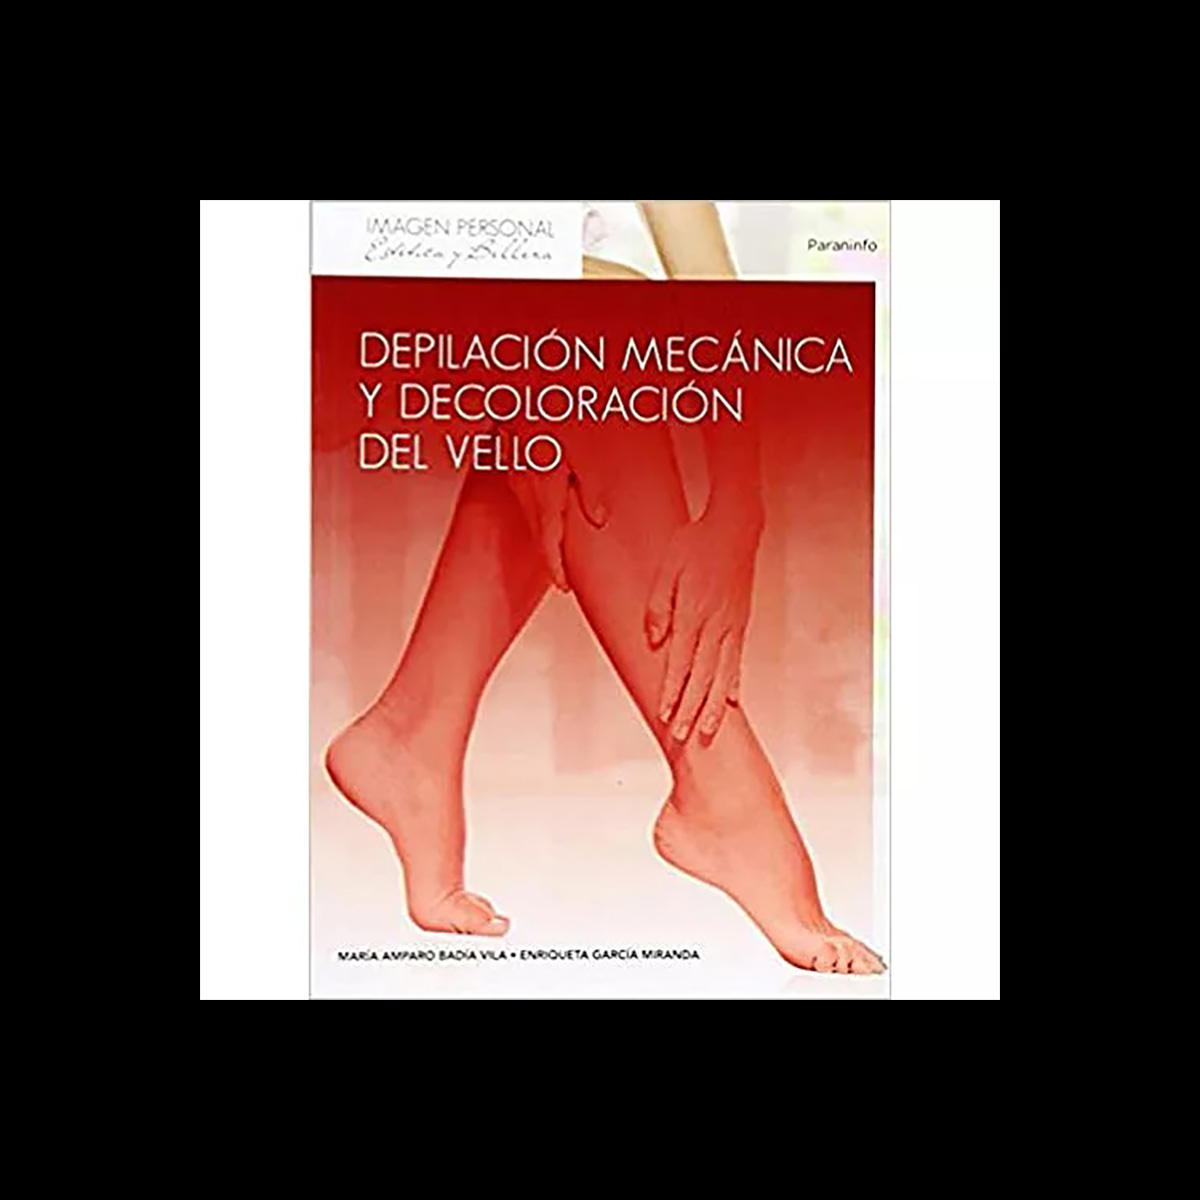 IMAGEN PERSONAL
Estética y Belleza
Paraninfo
DEPILACIÓN MECÁNICA
Y DECOLORACIÓN
DEL VELLO
MARÍA AMPARO BADÍA VILA • ENRIQUETA GARCÍA MIRANDA